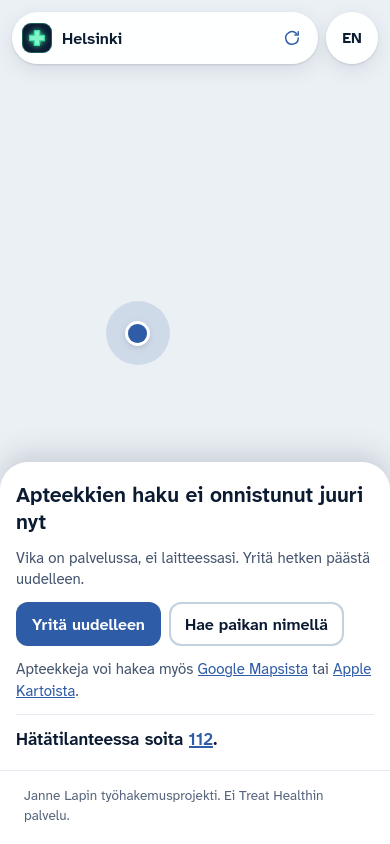 Helsinki
EN
Apteekkien haku ei onnistunut juuri
nyt
Vika on palvelussa, ei laitteessasi. Yritä hetken päästä
uudelleen.
Yritä uudelleen
Hae paikan nimellä
Apteekkeja voi hakea myös Google Mapsista tai Apple
Kartoista.
Hätätilanteessa soita 112.
Janne Lapin työhakemusprojekti. Ei Treat Healthin
palvelu.